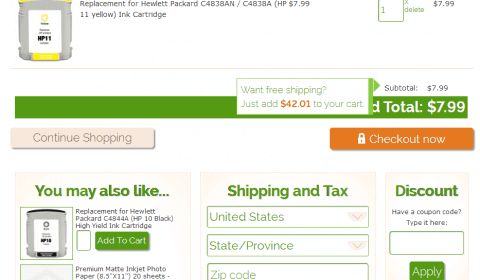 Replacement for Hewlett Packard C4838AN / C4838A (HP $7.99
11 yellow) Ink Cartridge
1
X
delete
$7.99
HP11
Want free shipping?
Just add $42.01 to your cart.
Subtotal: $7.99
d Total: $7.99
Continue Shopping
Checkout now
You may also like...
Replacement for Hewlett
Packard C4844A (HP 10 Black)
High Yield Ink Cartridge
HP10
Add To Cart
Premium Matte Inkjet Photo
Paper (8.5"X11") 20 sheets -
Shipping and Tax
United States
State/Province
Zip code
Discount
Have a coupon code?
Type it here:
Apply